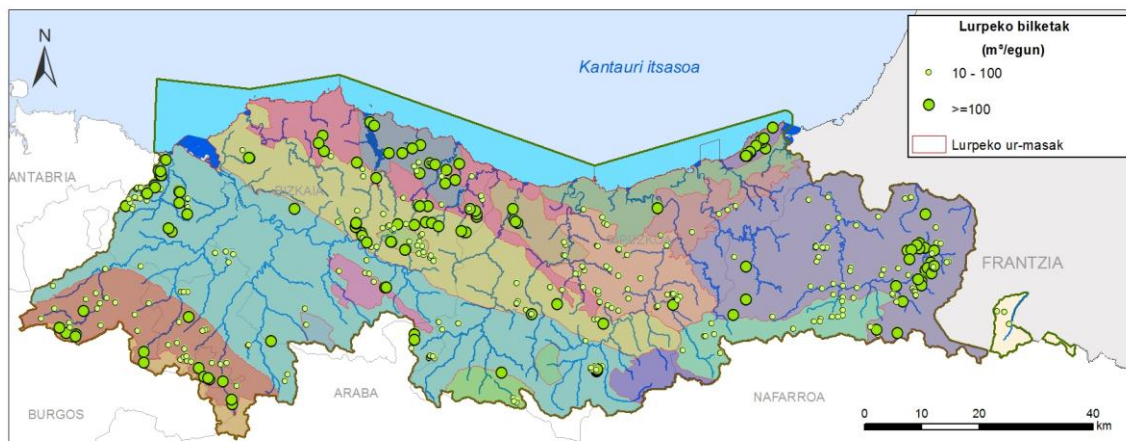 N
Kantauri itsasoa
Lurpeko bilketak
(m³/egun)
10 - 100
>=100
Lurpeko ur-masak
ANTABRIA
BIZKAIA
GIPUZKOA
FRANTZIA
ARABA
NAFARROA
BURGOS
0 10 20 40
km